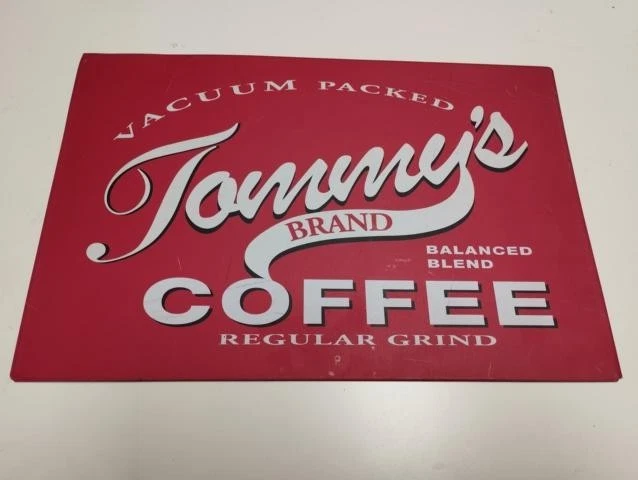 VACUUM PACKED
Tommy's
BRAND
BALANCED
BLEND
COFFEE
REGULAR GRIND